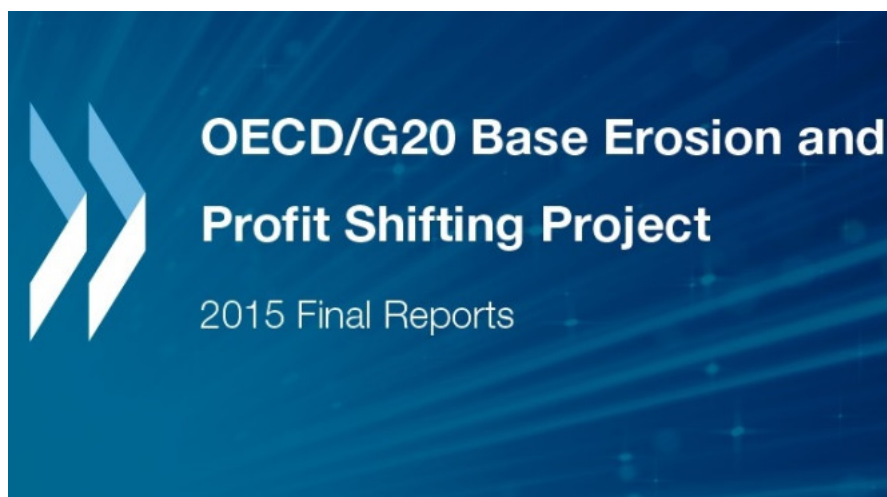 OECD/G20 Base Erosion and
Profit Shifting Project
2015 Final Reports